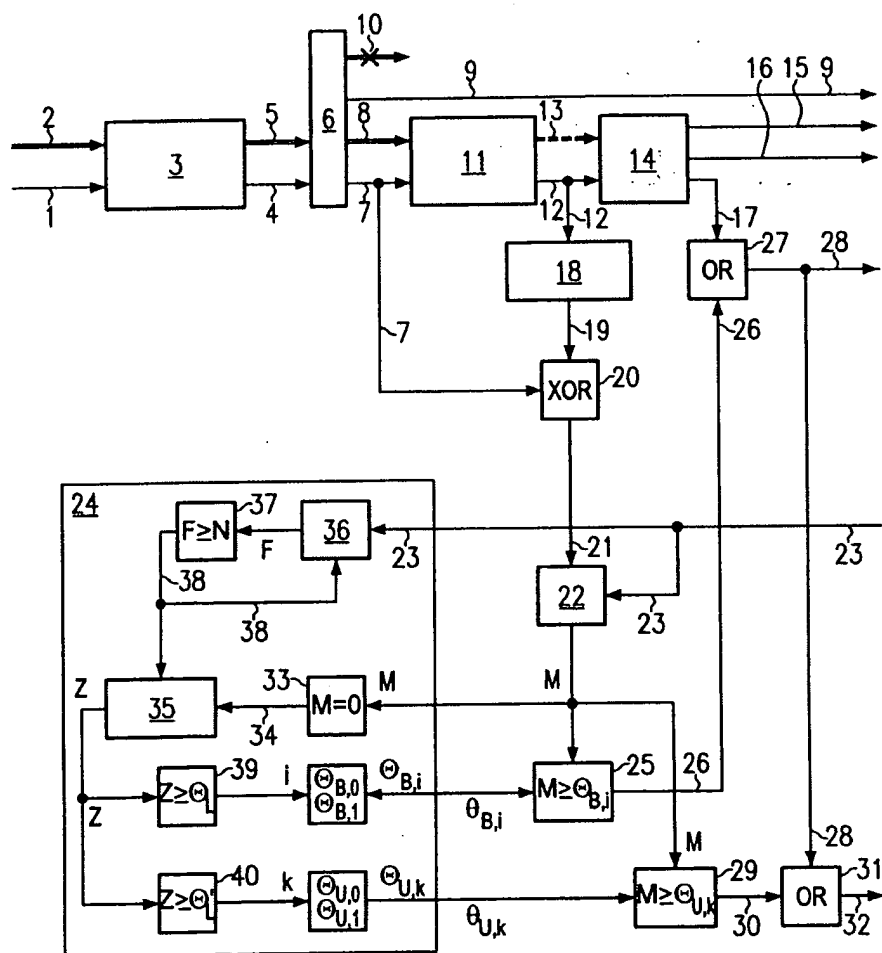 10
16 15 9
9
2 5 6 8 13
3 11 14
1 4 7 12 12 17
27
28
18 OR
7 19 26
XOR 20
24 37
F≥N 36
F 23 21 23
38
38 22 23
33 M M
Z 35 34 M=0
39 i Θ_B,0 Θ_B,i 25 26
Z Z≥Θ_L Θ_B,1 θ_B,i M≥Θ_B,i
M 28
40 k Θ_U,0 Θ_U,k 29 31
Z≥Θ'_L Θ_U,1 θ_U,k M≥Θ_U,k 30 OR 32